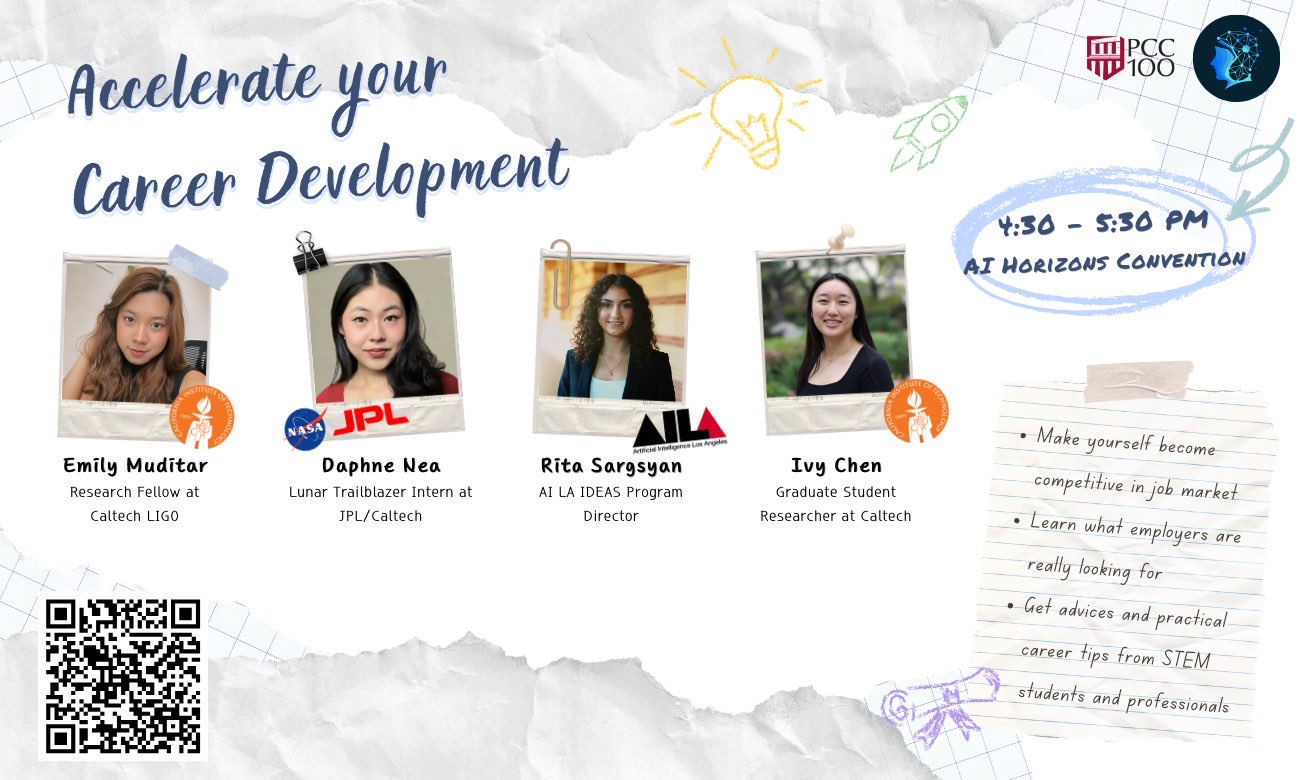 Accelerate your
Career Development
PCC
100
4:30 - 5:30 PM
AI Horizons Convention
CALIFORNIA INSTITUTE OF TECHNOLOGY
1891
NASA
JPL
AILA
Artificial Intelligence Los Angeles
CALIFORNIA INSTITUTE OF TECHNOLOGY
1891
Emily Muditar
Research Fellow at
Caltech LIGO
Daphne Nea
Lunar Trailblazer Intern at
JPL/Caltech
Rita Sargsyan
AI LA IDEAS Program
Director
Ivy Chen
Graduate Student
Researcher at Caltech
• Make yourself become
competitive in job market
• Learn what employers are
really looking for
• Get advices and practical
career tips from STEM
students and professionals